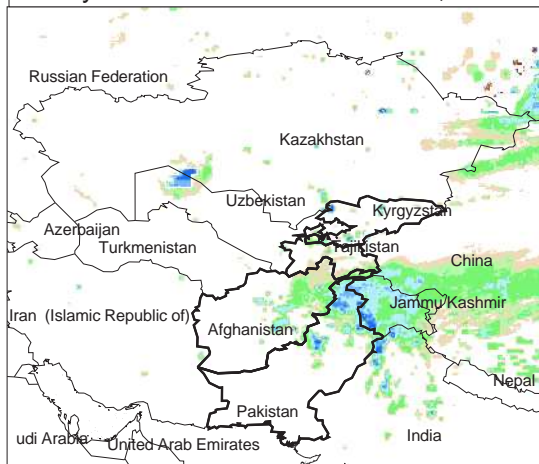 Russian Federation
Kazakhstan
Uzbekistan
Kyrgyzstan
Azerbaijan
Turkmenistan
Tajikistan
China
Jammu Kashmir
Iran (Islamic Republic of)
Afghanistan
Nepal
Pakistan
India
udi Arabia
United Arab Emirates